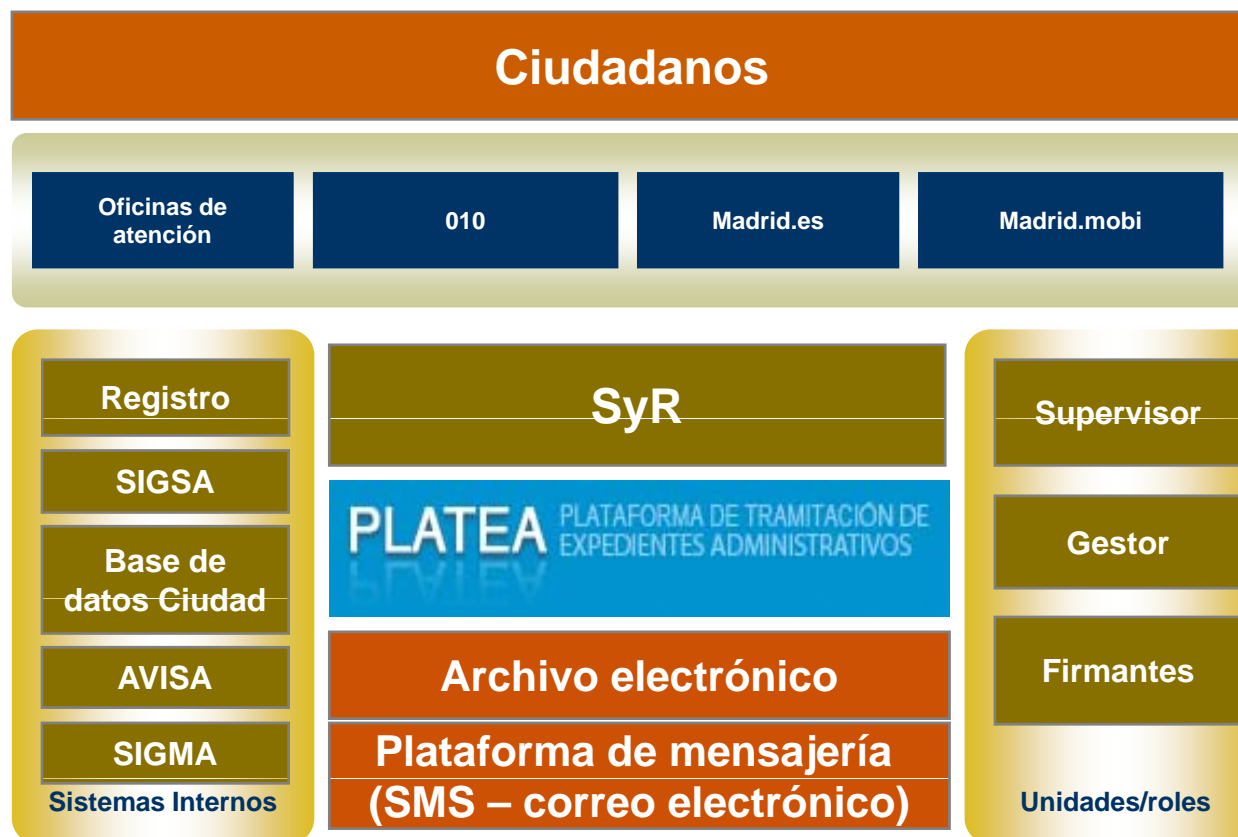 Ciudadanos
Oficinas de
atención
010
Madrid.es
Madrid.mobi
Registro
SIGSA
Base de
datos Ciudad
AVISA
SIGMA
Sistemas Internos
SyR
PLATEA
PLATAFORMA DE TRAMITACIÓN DE
EXPEDIENTES ADMINISTRATIVOS
Archivo electrónico
Plataforma de mensajería
(SMS – correo electrónico)
Supervisor
Gestor
Firmantes
Unidades/roles